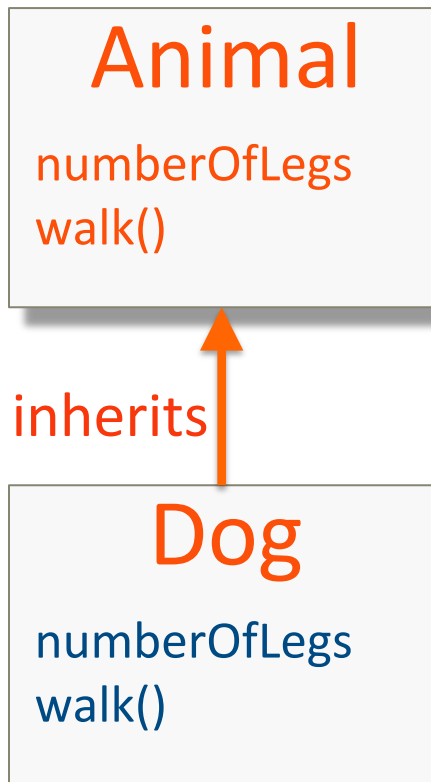 Animal
numberOfLegs
walk()
inherits
Dog
numberOfLegs
walk()